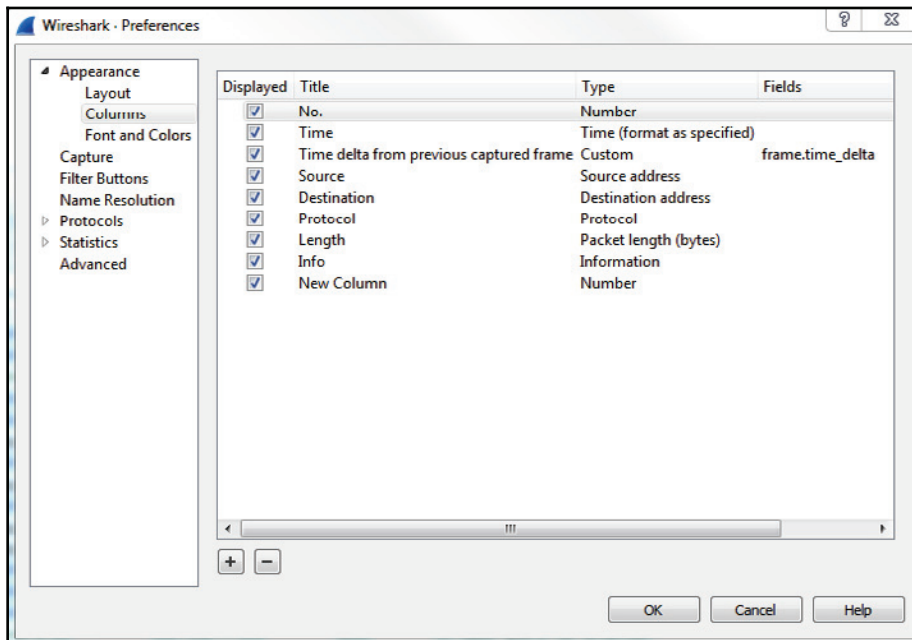 Wireshark · Preferences
Appearance
Layout
Columns
Font and Colors
Capture
Filter Buttons
Name Resolution
Protocols
Statistics
Advanced
Displayed Title Type Fields
No. Number
Time Time (format as specified)
Time delta from previous captured frame Custom frame.time_delta
Source Source address
Destination Destination address
Protocol Protocol
Length Packet length (bytes)
Info Information
New Column Number
+ −
OK Cancel Help